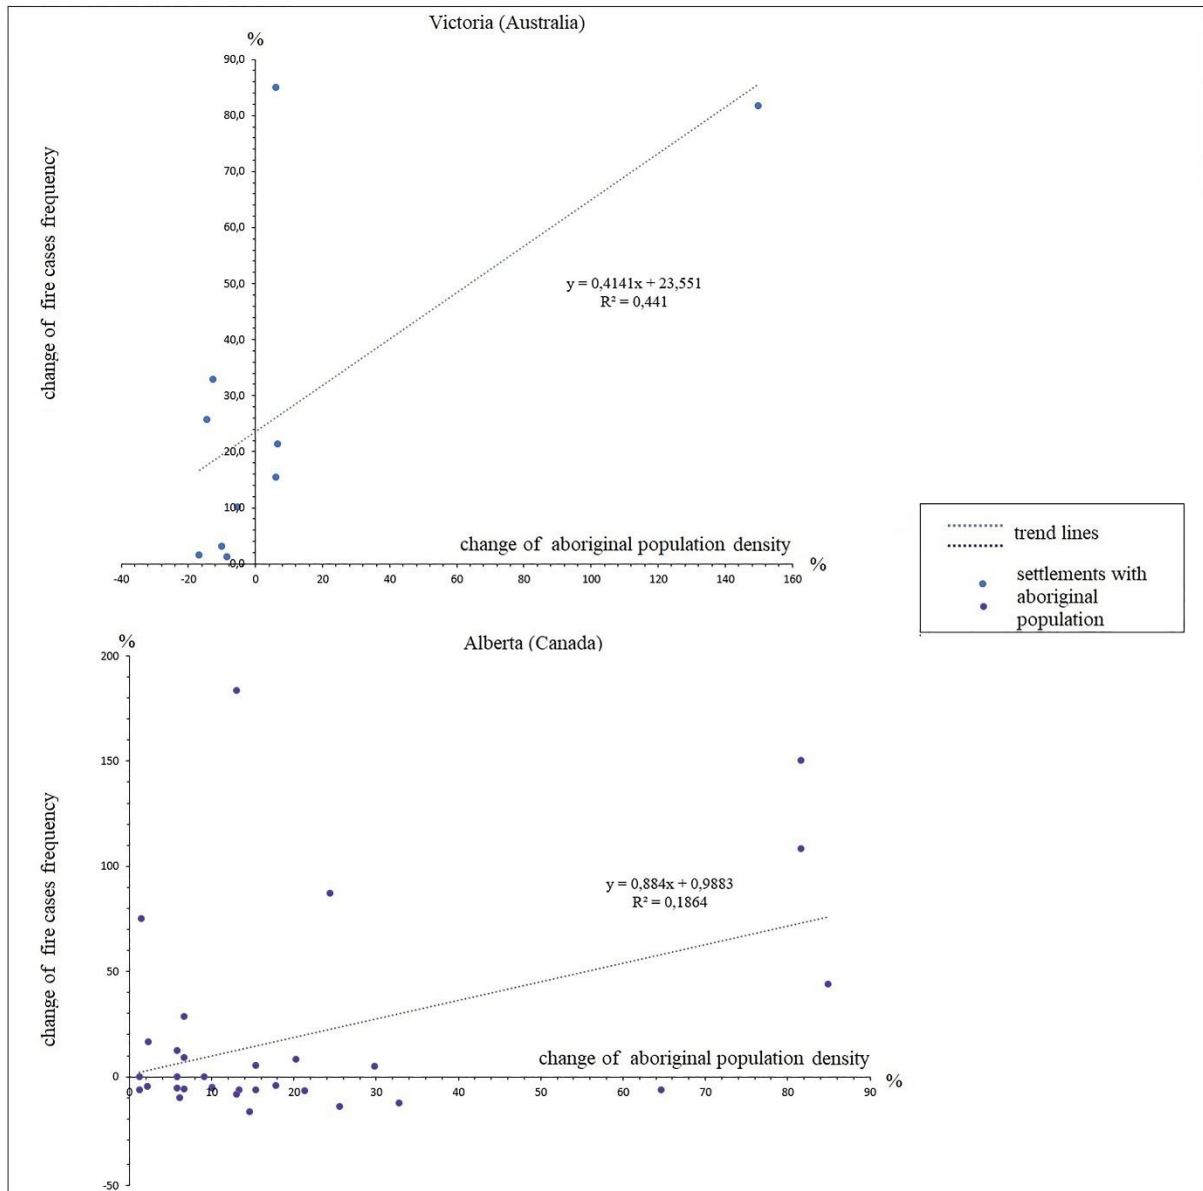 Victoria (Australia)
%
90,0
80,0
70,0
60,0
50,0
40,0
30,0
20,0
10,0
0,0
change of fire cases frequency
y = 0,4141x + 23,551
R² = 0,441
change of aboriginal population density
%
-40 -20 0 20 40 60 80 100 120 140 160
trend lines
settlements with
aboriginal
population
Alberta (Canada)
%
200
150
100
50
0
-50
change of fire cases frequency
y = 0,884x + 0,9883
R² = 0,1864
change of aboriginal population density
%
0 10 20 30 40 50 60 70 80 90